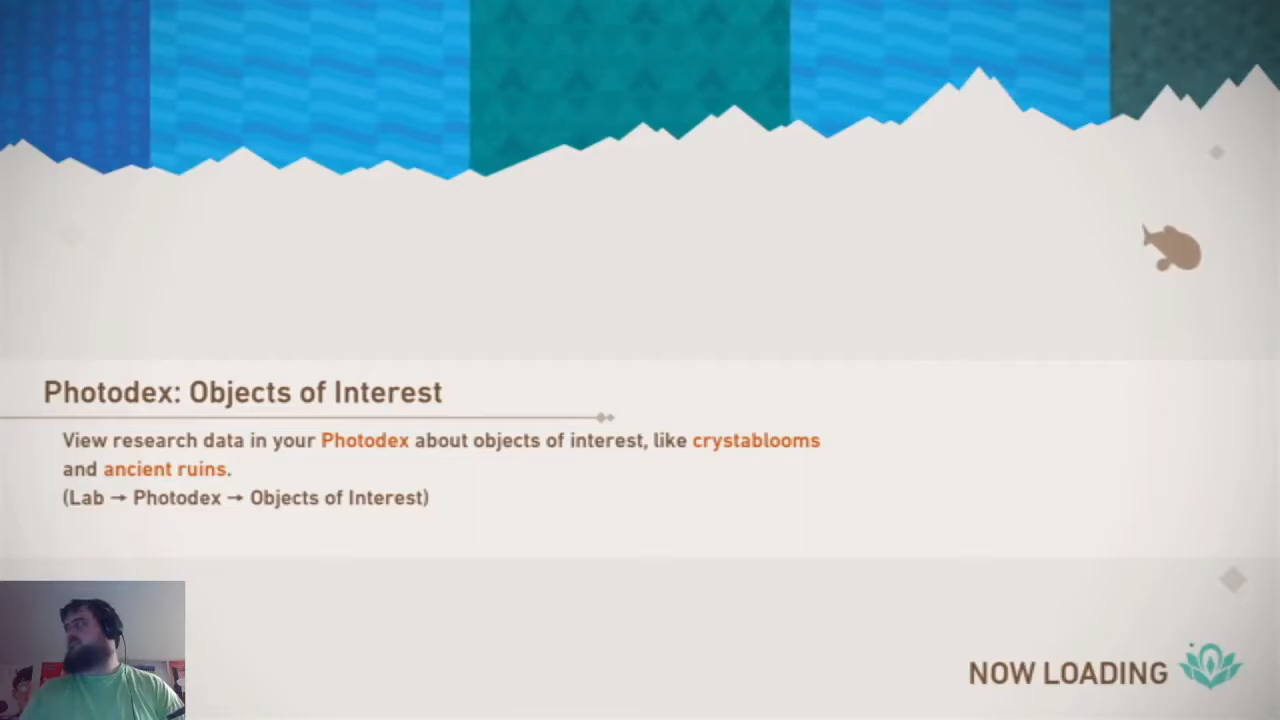 Photodex: Objects of Interest
View research data in your Photodex about objects of interest, like crystablooms
and ancient ruins.
(Lab → Photodex → Objects of Interest)
NOW LOADING